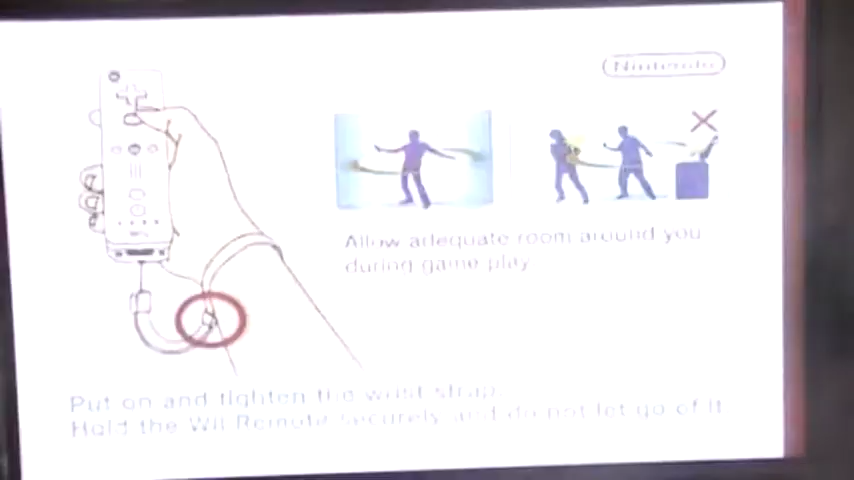 Nintendo
Allow adequate room around you
during game play
Put on and tighten the wrist strap.
Hold the Wii Remote securely and do not let go of it.